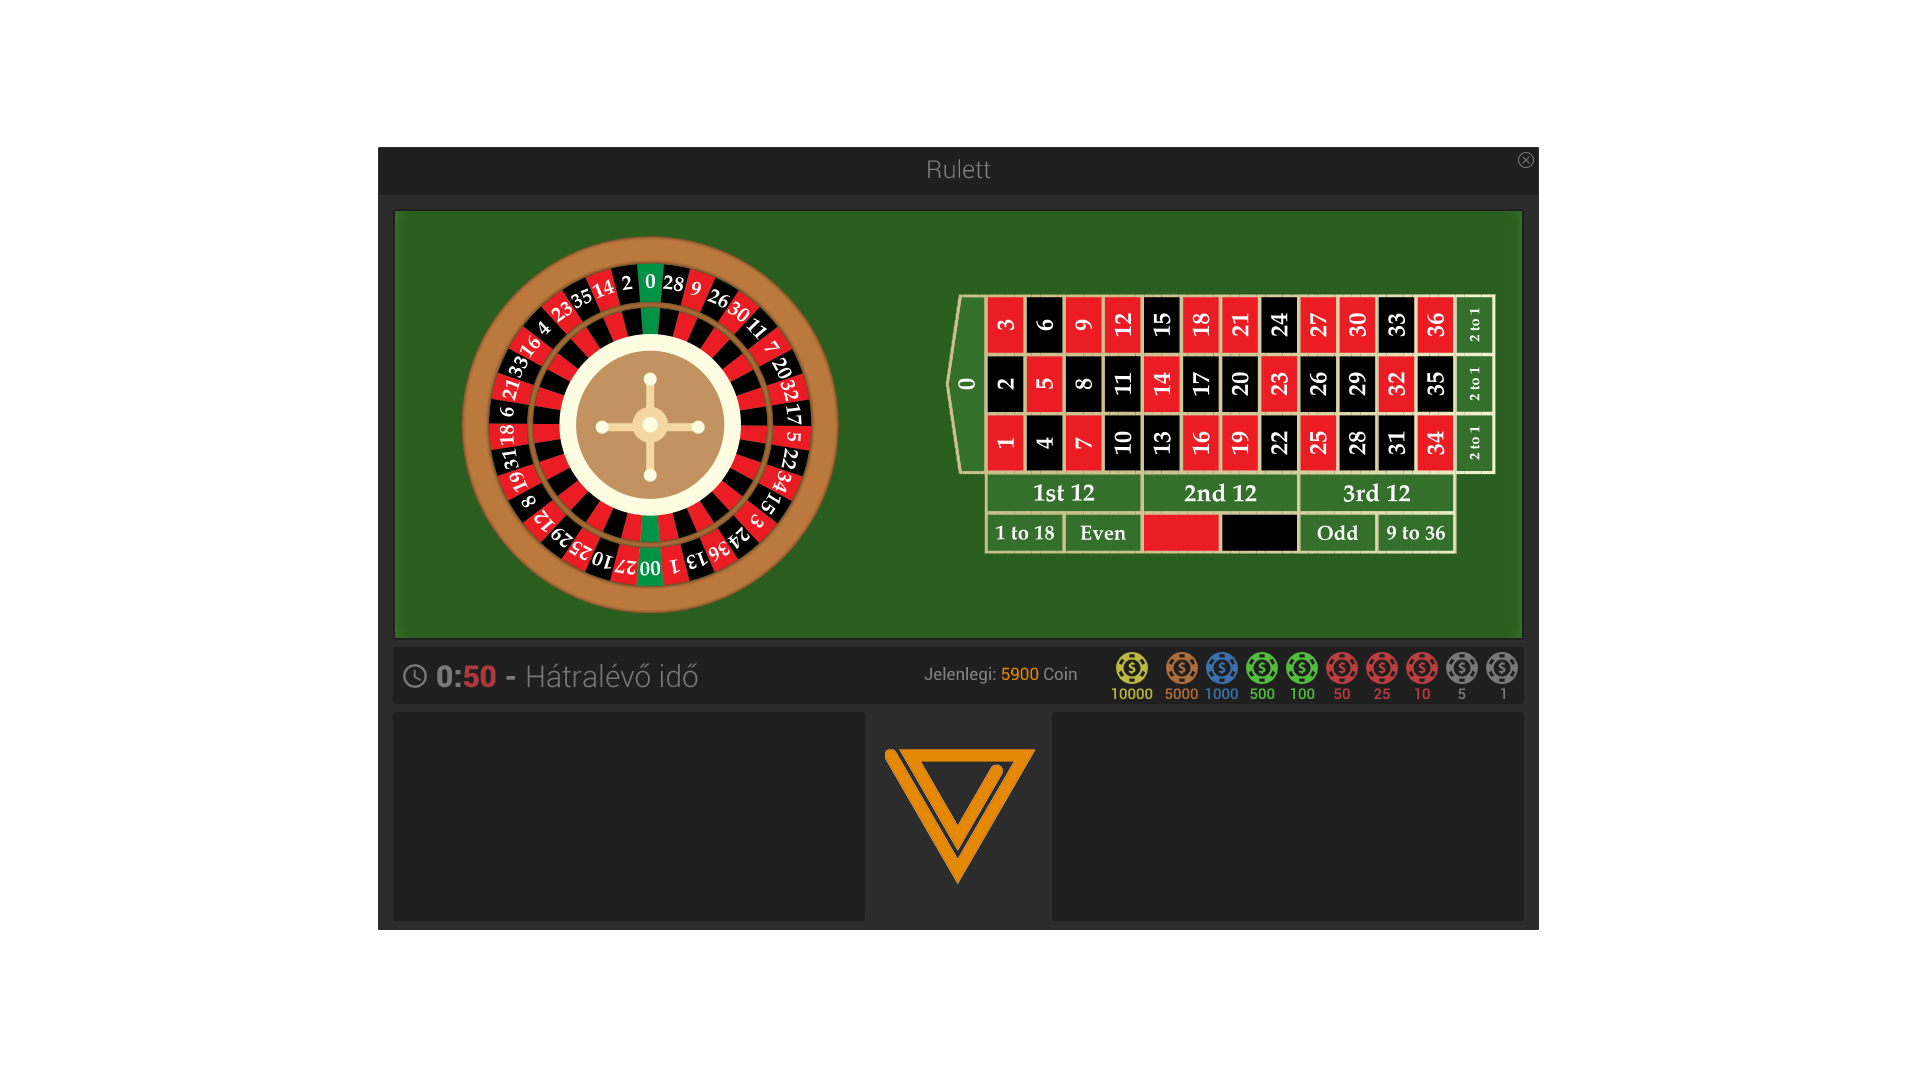 Rulett
0 28 9 26 30 11 7 20 32 17 5 22 34 15 3 24 36 13 1 00 27 10 25 29 12 8 19 31 18 6 21 33 16 4 23 35 14 2
3 6 9 12 15 18 21 24 27 30 33 36 2 to 1
0 2 5 8 11 14 17 20 23 26 29 32 35 2 to 1
1 4 7 10 13 16 19 22 25 28 31 34 2 to 1
1st 12 2nd 12 3rd 12
1 to 18 Even Odd 9 to 36
0:50 - Hátralévő idő
Jelenlegi: 5900 Coin
$ $ $ $ $ $ $ $ $ $
10000 5000 1000 500 100 50 25 10 5 1